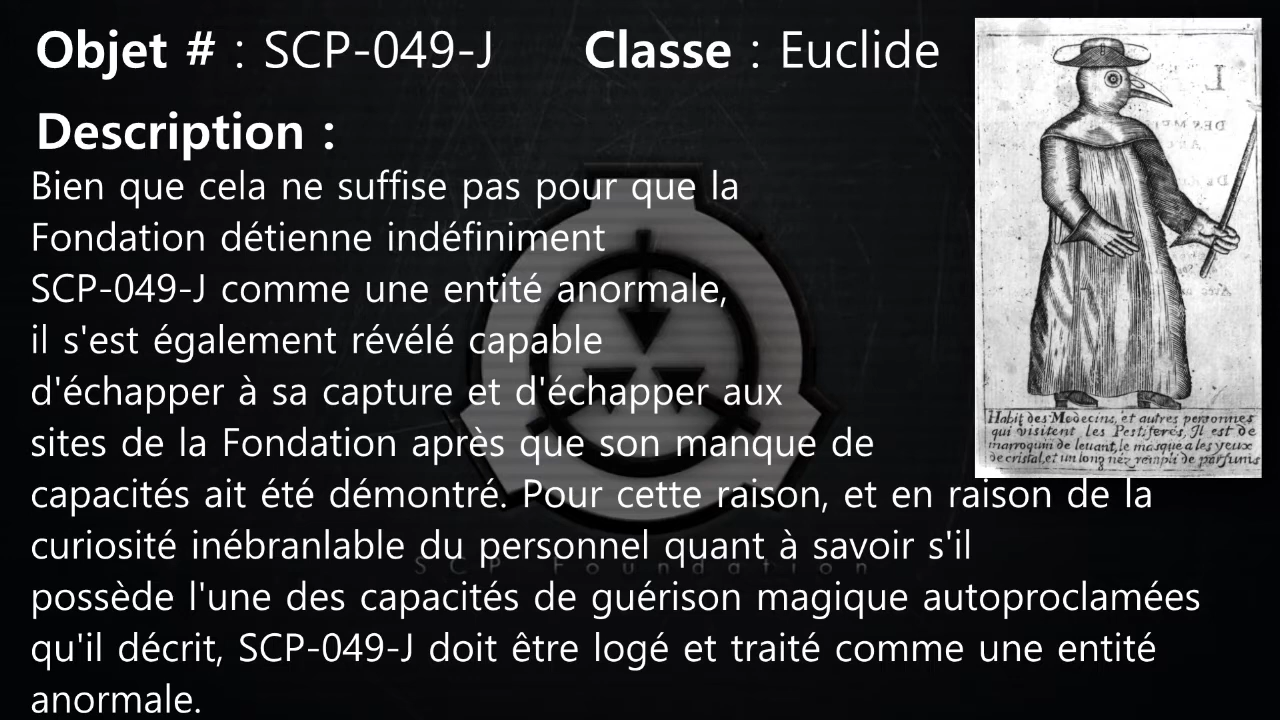 Objet # : SCP-049-J Classe : Euclide
Description :
Bien que cela ne suffise pas pour que la
Fondation détienne indéfiniment
SCP-049-J comme une entité anormale,
il s'est également révélé capable
d'échapper à sa capture et d'échapper aux
sites de la Fondation après que son manque de
capacités ait été démontré. Pour cette raison, et en raison de la
curiosité inébranlable du personnel quant à savoir s'il
possède l'une des capacités de guérison magique autoproclamées
qu'il décrit, SCP-049-J doit être logé et traité comme une entité
anormale.
SCP Foundation
Habit des Medecins, et autres personnes
qui visitent les Pestiferés, Il est de
marroquin de leuant, le masque a les yeux
de cristal, et un long néz rempli de parfums